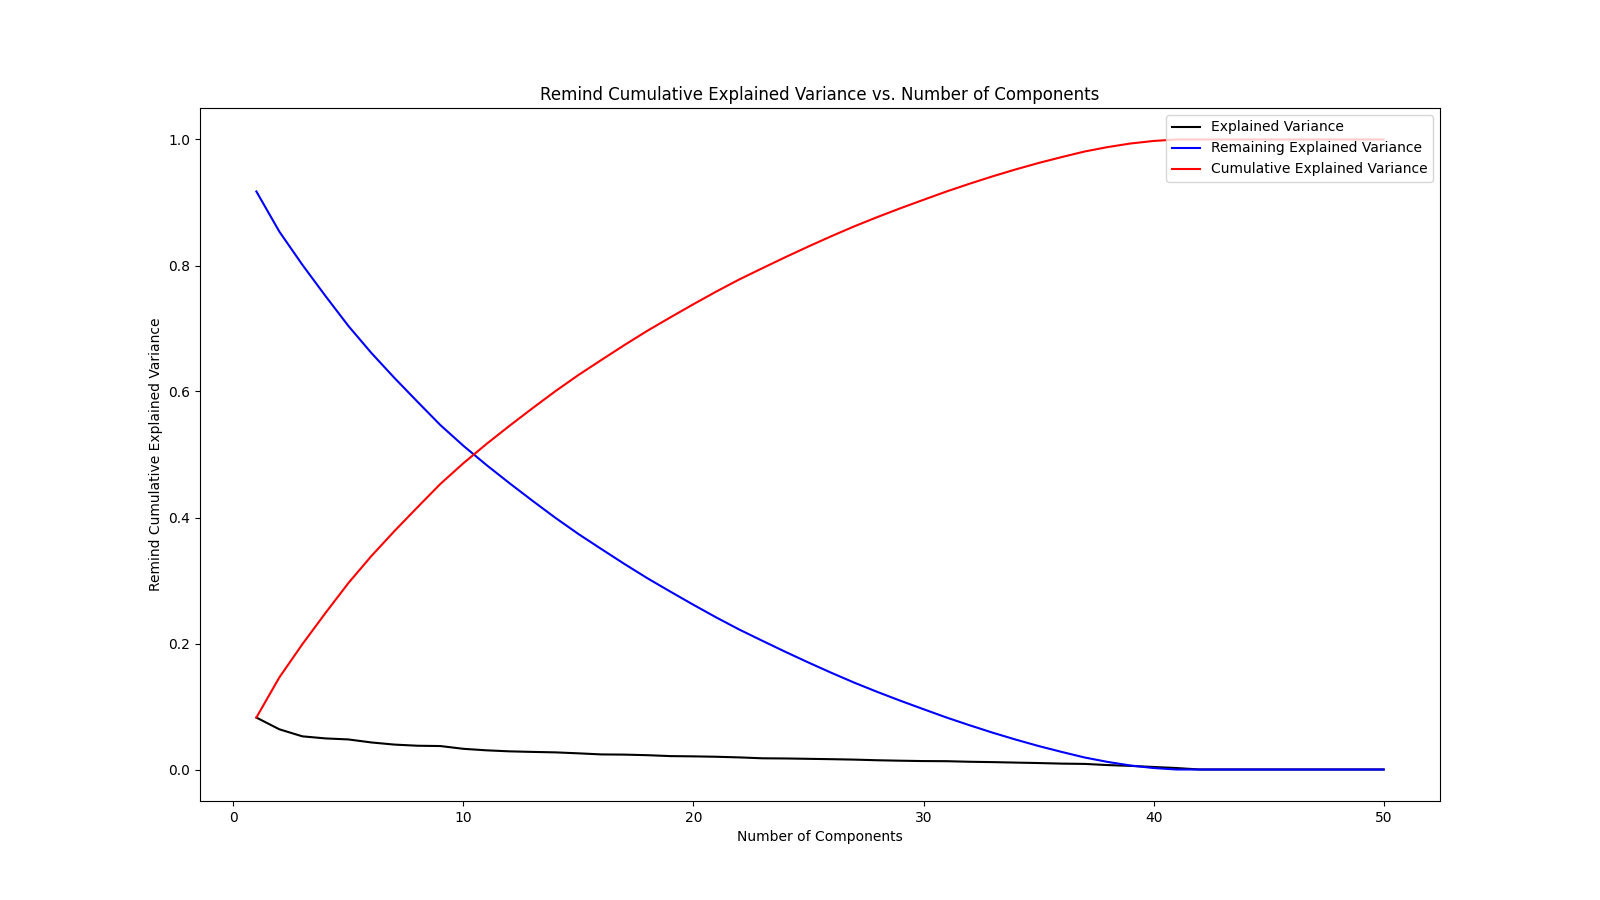 Remind Cumulative Explained Variance vs. Number of Components
Explained Variance
Remaining Explained Variance
Cumulative Explained Variance
Remind Cumulative Explained Variance
1.0
0.8
0.6
0.4
0.2
0.0
0 10 20 30 40 50
Number of Components